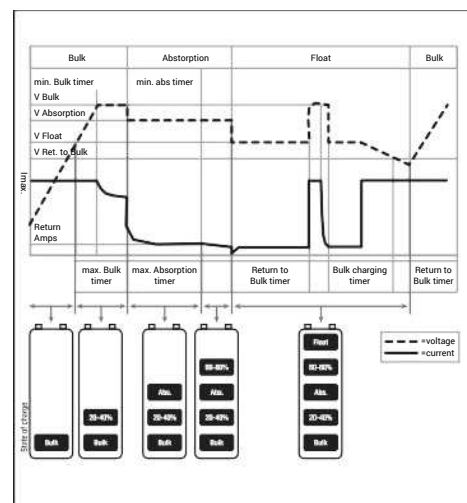 Bulk
Abstorption
Float
Bulk
min. Bulk timer
min. abs timer
V Bulk
V Absorption
V Float
V Ret. to Bulk
Imax.
Return
Amps
max. Bulk
timer
max. Absorption
timer
Return to
Bulk timer
Bulk charging
timer
Return to
Bulk timer
=voltage
=current
State of charge
Bulk
20-40%
Bulk
Abs.
20-40%
Bulk
60-80%
Abs.
20-40%
Bulk
Float
60-80%
Abs.
20-40%
Bulk